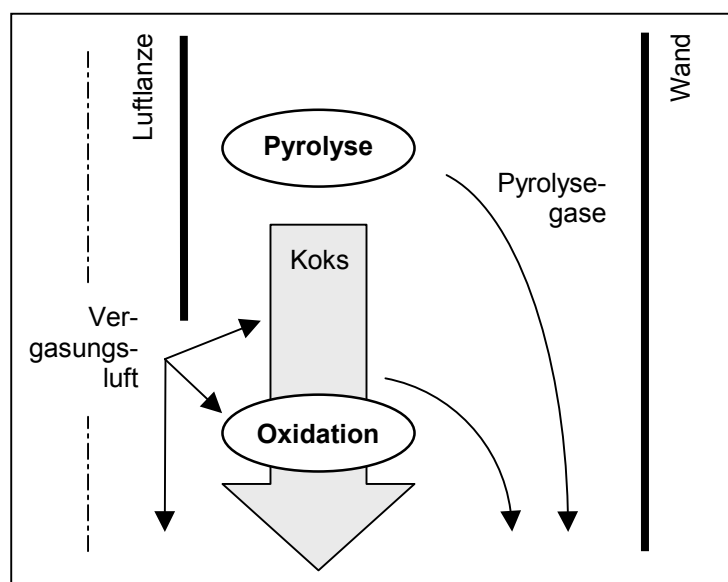 Luftlanze
Wand
Pyrolyse
Pyrolyse-
gase
Koks
Ver-
gasungs-
luft
Oxidation